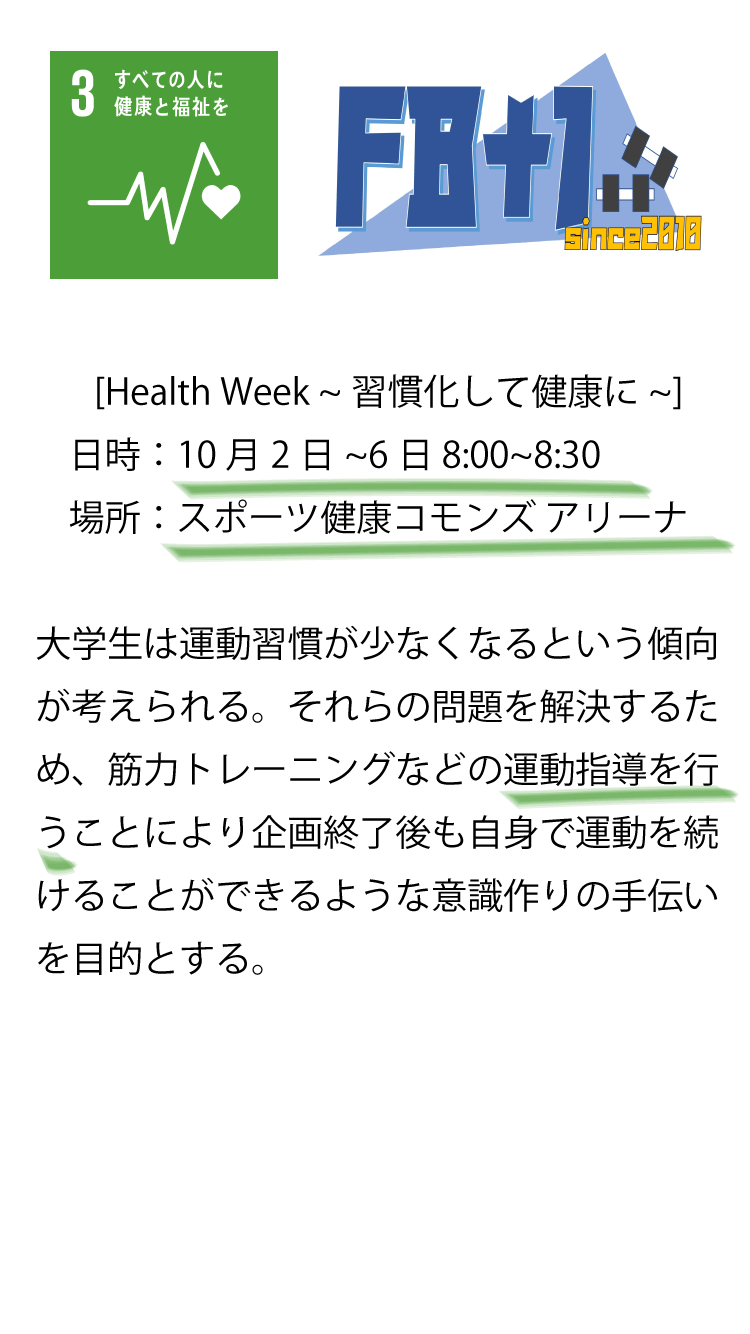 3 すべての人に
健康と福祉を
FB+1
since2010
[Health Week ~ 習慣化して健康に ~]
日時：10 月 2 日 ~6 日 8:00~8:30
場所：スポーツ健康コモンズ アリーナ
大学生は運動習慣が少なくなるという傾向
が考えられる。それらの問題を解決するた
め、筋力トレーニングなどの運動指導を行
うことにより企画終了後も自身で運動を続
けることができるような意識作りの手伝い
を目的とする。